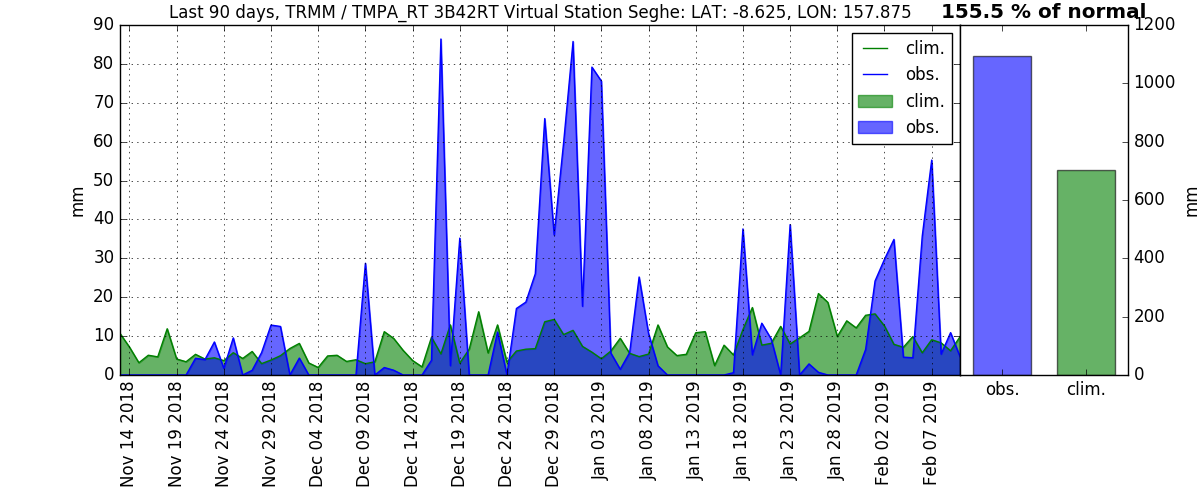 Last 90 days, TRMM / TMPA_RT 3B42RT Virtual Station Seghe: LAT: -8.625, LON: 157.875
155.5 % of normal
90
80
70
60
50
40
30
20
10
0
mm
clim.
obs.
clim.
obs.
1200
1000
800
600
400
200
0
mm
obs.
clim.
Nov 14 2018
Nov 19 2018
Nov 24 2018
Nov 29 2018
Dec 04 2018
Dec 09 2018
Dec 14 2018
Dec 19 2018
Dec 24 2018
Dec 29 2018
Jan 03 2019
Jan 08 2019
Jan 13 2019
Jan 18 2019
Jan 23 2019
Jan 28 2019
Feb 02 2019
Feb 07 2019